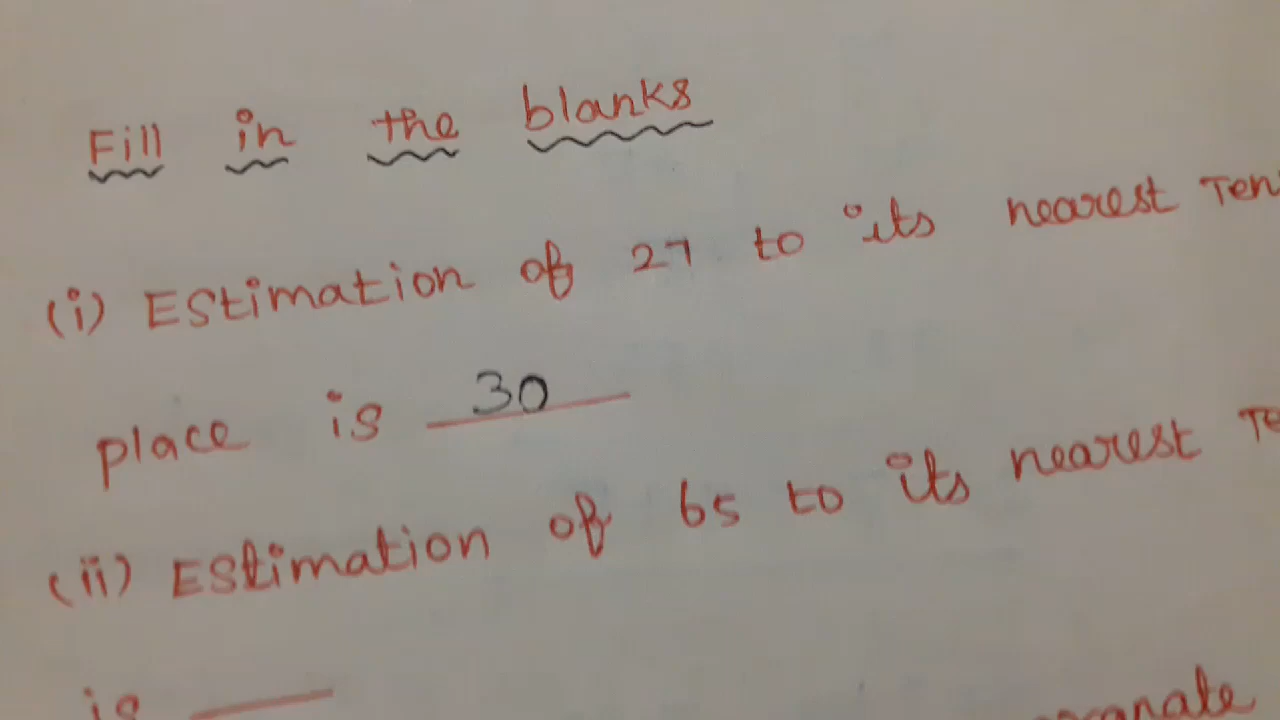 Fill in the blanks
(i) Estimation of 27 to its nearest Ten
place is 30
(ii) Estimation of 65 to its nearest
is